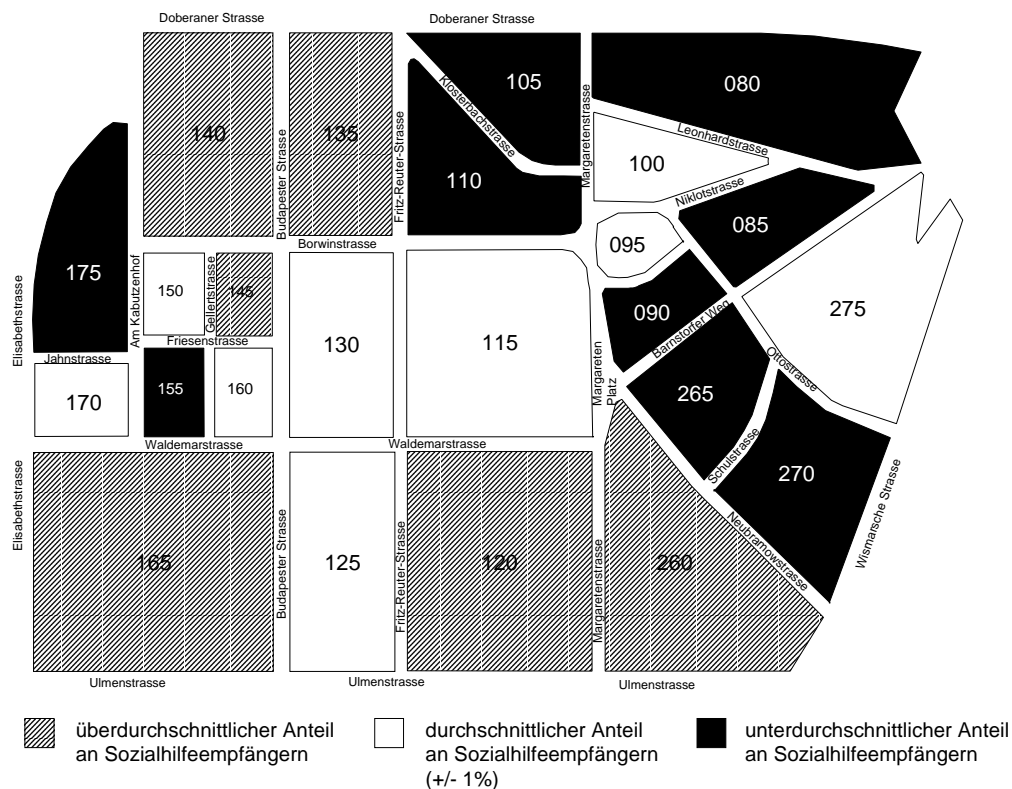 Doberaner Strasse
Doberaner Strasse
105
080
Klosterbachstrasse
Margaretenstrasse
Leonhardstrasse
140
135
Budapester Strasse
Fritz-Reuter-Strasse
100
110
Niklotstrasse
085
Borwinstrasse
095
175
Am Kabutzenhof
150
Gellertstrasse
145
Elisabethstrasse
275
090
Barnstorfer Weg
Friesenstrasse
130
115
Jahnstrasse
Margareten
Platz
Ottostrasse
170
155
160
265
Waldemarstrasse
Waldemarstrasse
Schulstrasse
270
Elisabethstrasse
Wismarsche Strasse
Neubramowstrasse
165
Budapester Strasse
125
Fritz-Reuter-Strasse
120
Margaretenstrasse
260
Ulmenstrasse
Ulmenstrasse
Ulmenstrasse
überdurchschnittlicher Anteil
an Sozialhilfeempfängern
durchschnittlicher Anteil
an Sozialhilfeempfängern
(+/- 1%)
unterdurchschnittlicher Anteil
an Sozialhilfeempfängern